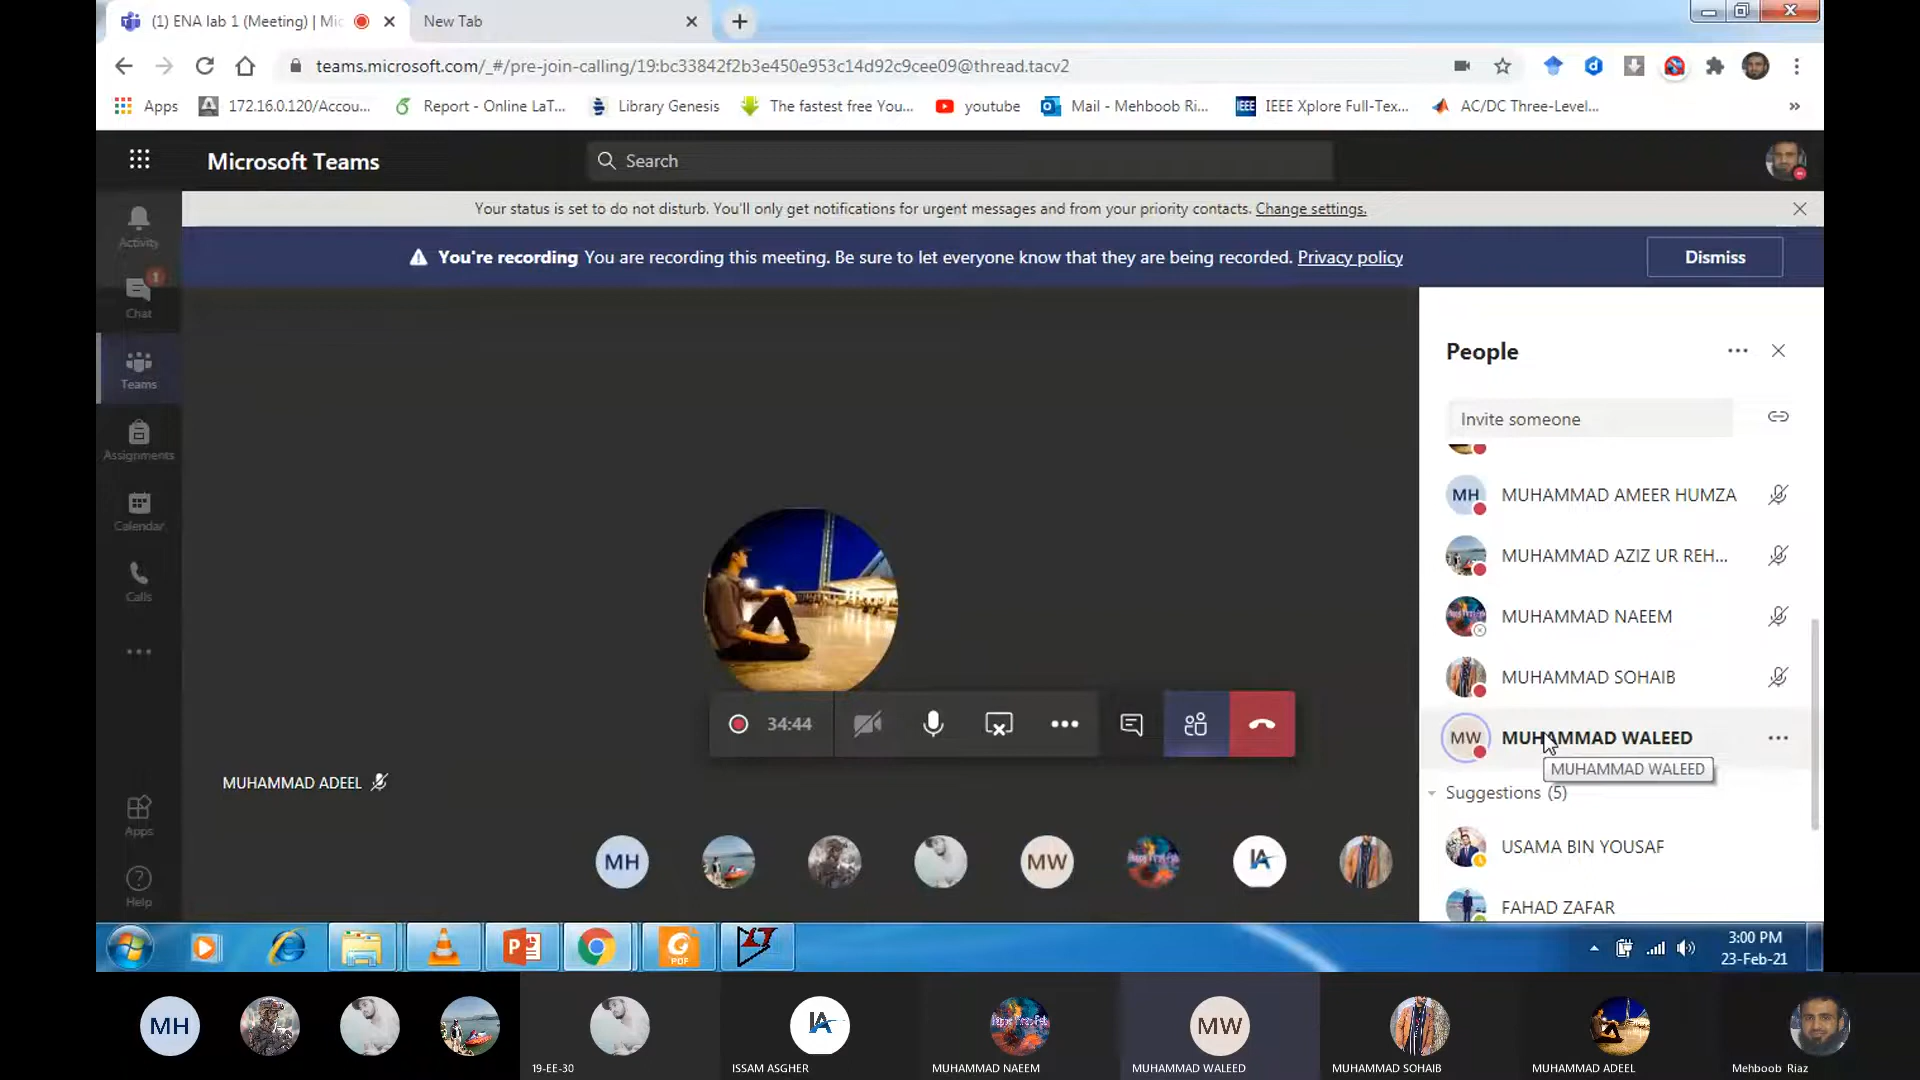 (1) ENA lab 1 (Meeting) | Mic
New Tab
teams.microsoft.com/_#/pre-join-calling/19:bc33842f2b3e450e953c14d92c9cee09@thread.tacv2
Apps
172.16.0.120/Accou...
Report - Online LaT...
Library Genesis
The fastest free You...
youtube
Mail - Mehboob Ri...
IEEE
IEEE Xplore Full-Tex...
AC/DC Three-Level...
»
Microsoft Teams
Search
Your status is set to do not disturb. You'll only get notifications for urgent messages and from your priority contacts. Change settings.
You're recording You are recording this meeting. Be sure to let everyone know that they are being recorded. Privacy policy
Dismiss
Activity
1
Chat
Teams
Assignments
Calendar
Calls
Apps
Help
People
Invite someone
MH
MUHAMMAD AMEER HUMZA
MUHAMMAD AZIZ UR REH...
MUHAMMAD NAEEM
MUHAMMAD SOHAIB
MW
MUHAMMAD WALEED
MUHAMMAD WALEED
Suggestions (5)
USAMA BIN YOUSAF
FAHAD ZAFAR
34:44
MUHAMMAD ADEEL
MH
MW
IA
PDF
LT
3:00 PM
23-Feb-21
MH
IA
MW
19-EE-30
ISSAM ASGHER
MUHAMMAD NAEEM
MUHAMMAD WALEED
MUHAMMAD SOHAIB
MUHAMMAD ADEEL
Mehboob Riaz